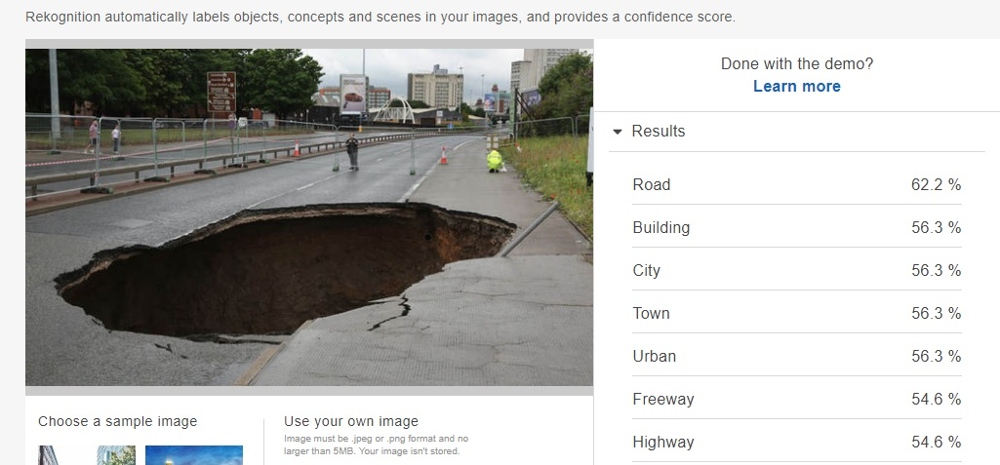 Rekognition automatically labels objects, concepts and scenes in your images, and provides a confidence score.
Done with the demo?
Learn more
Results
Road 62.2 %
Building 56.3 %
City 56.3 %
Town 56.3 %
Urban 56.3 %
Freeway 54.6 %
Highway 54.6 %
Choose a sample image
Use your own image
Image must be .jpeg or .png format and no
larger than 5MB. Your image isn't stored.